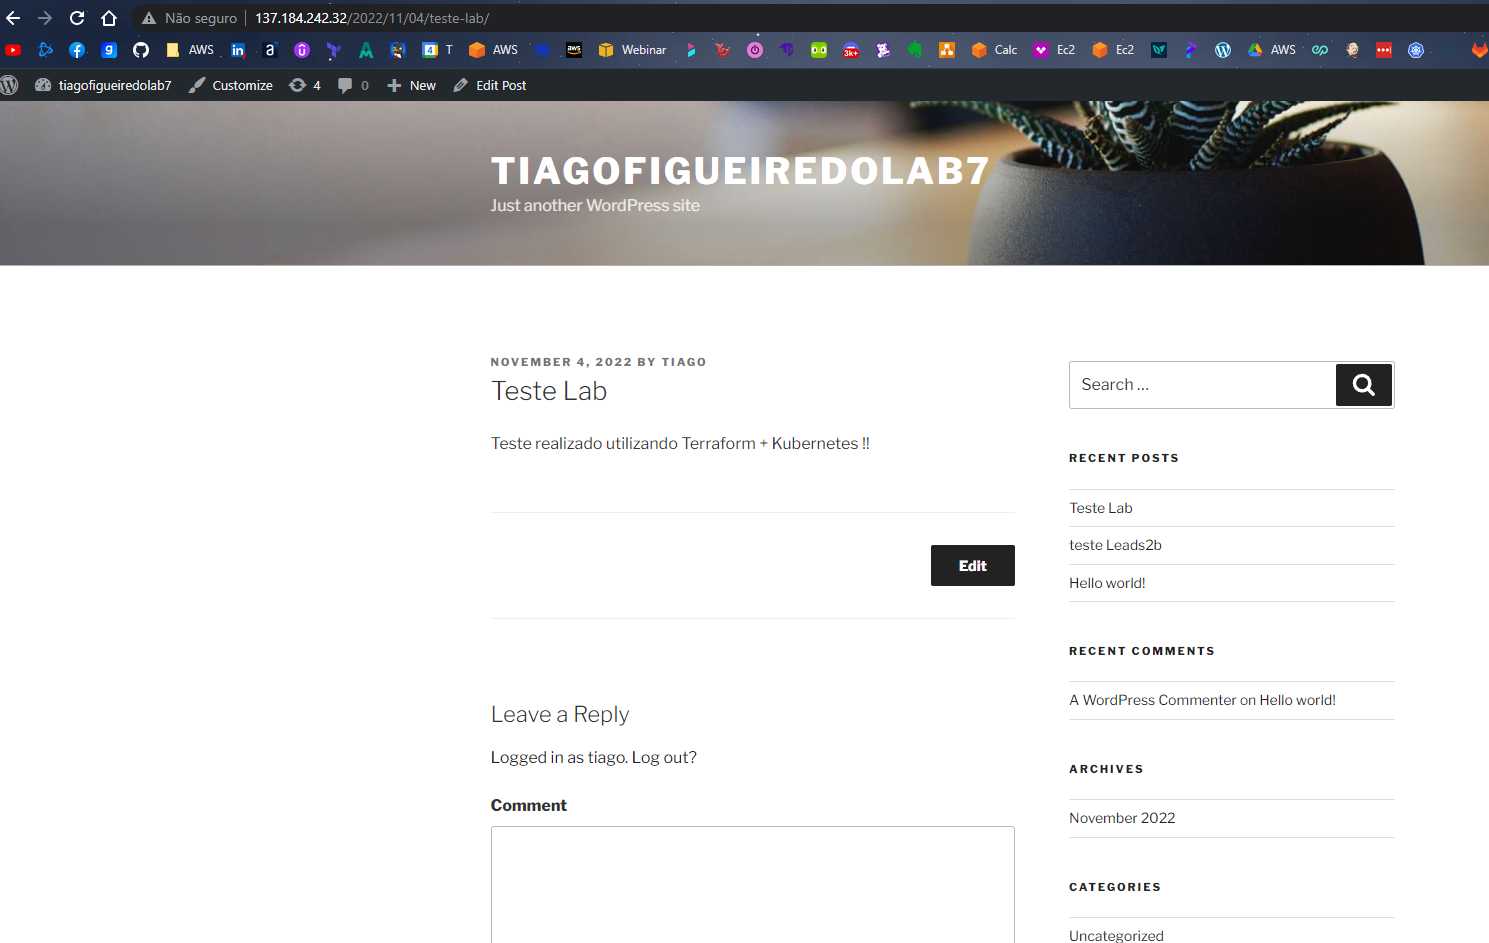 Não seguro 137.184.242.32/2022/11/04/teste-lab/
AWS 4 T AWS aws Webinar 3k+ Calc Ec2 Ec2 AWS
tiagofigueiredolab7 Customize 4 0 New Edit Post
TIAGOFIGUEIREDOLAB7
Just another WordPress site
NOVEMBER 4, 2022 BY TIAGO
Teste Lab
Teste realizado utilizando Terraform + Kubernetes !!
Edit
Leave a Reply
Logged in as tiago. Log out?
Comment
Search ...
RECENT POSTS
Teste Lab
teste Leads2b
Hello world!
RECENT COMMENTS
A WordPress Commenter on Hello world!
ARCHIVES
November 2022
CATEGORIES
Uncategorized